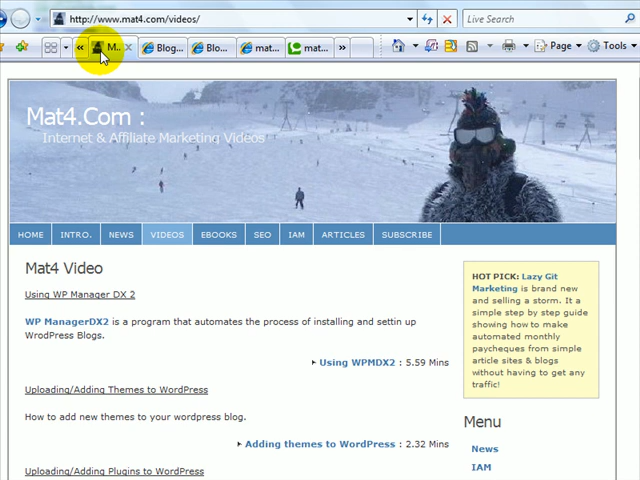 http://www.mat4.com/videos/
Live Search
M..
Blog...
Blo...
mat...
mat...
Page
Tools
Mat4.Com :
Internet & Affiliate Marketing Videos
HOME
INTRO.
NEWS
VIDEOS
EBOOKS
SEO
IAM
ARTICLES
SUBSCRIBE
Mat4 Video
Using WP Manager DX 2
WP ManagerDX2 is a program that automates the process of installing and settin up
WordPress Blogs.
Using WPMDX2 : 5.59 Mins
Uploading/Adding Themes to WordPress
How to add new themes to your wordpress blog.
Adding themes to WordPress : 2.32 Mins
Uploading/Adding Plugins to WordPress
HOT PICK: Lazy Git
Marketing is brand new
and selling a storm. It a
simple step by step guide
showing how to make
automated monthly
paycheques from simple
article sites & blogs
without having to get any
traffic!
Menu
News
IAM